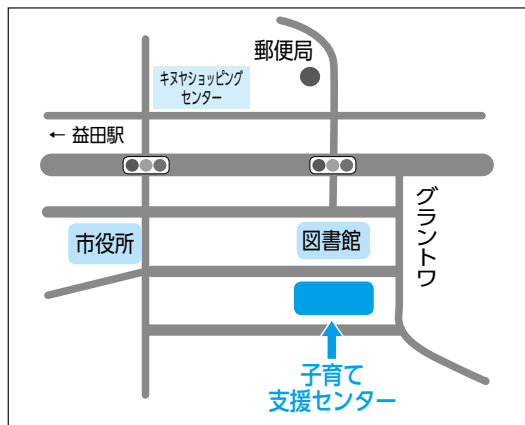 郵便局
キヌヤショッピング
センター
← 益田駅
グラントワ
市役所
図書館
子育て
支援センター